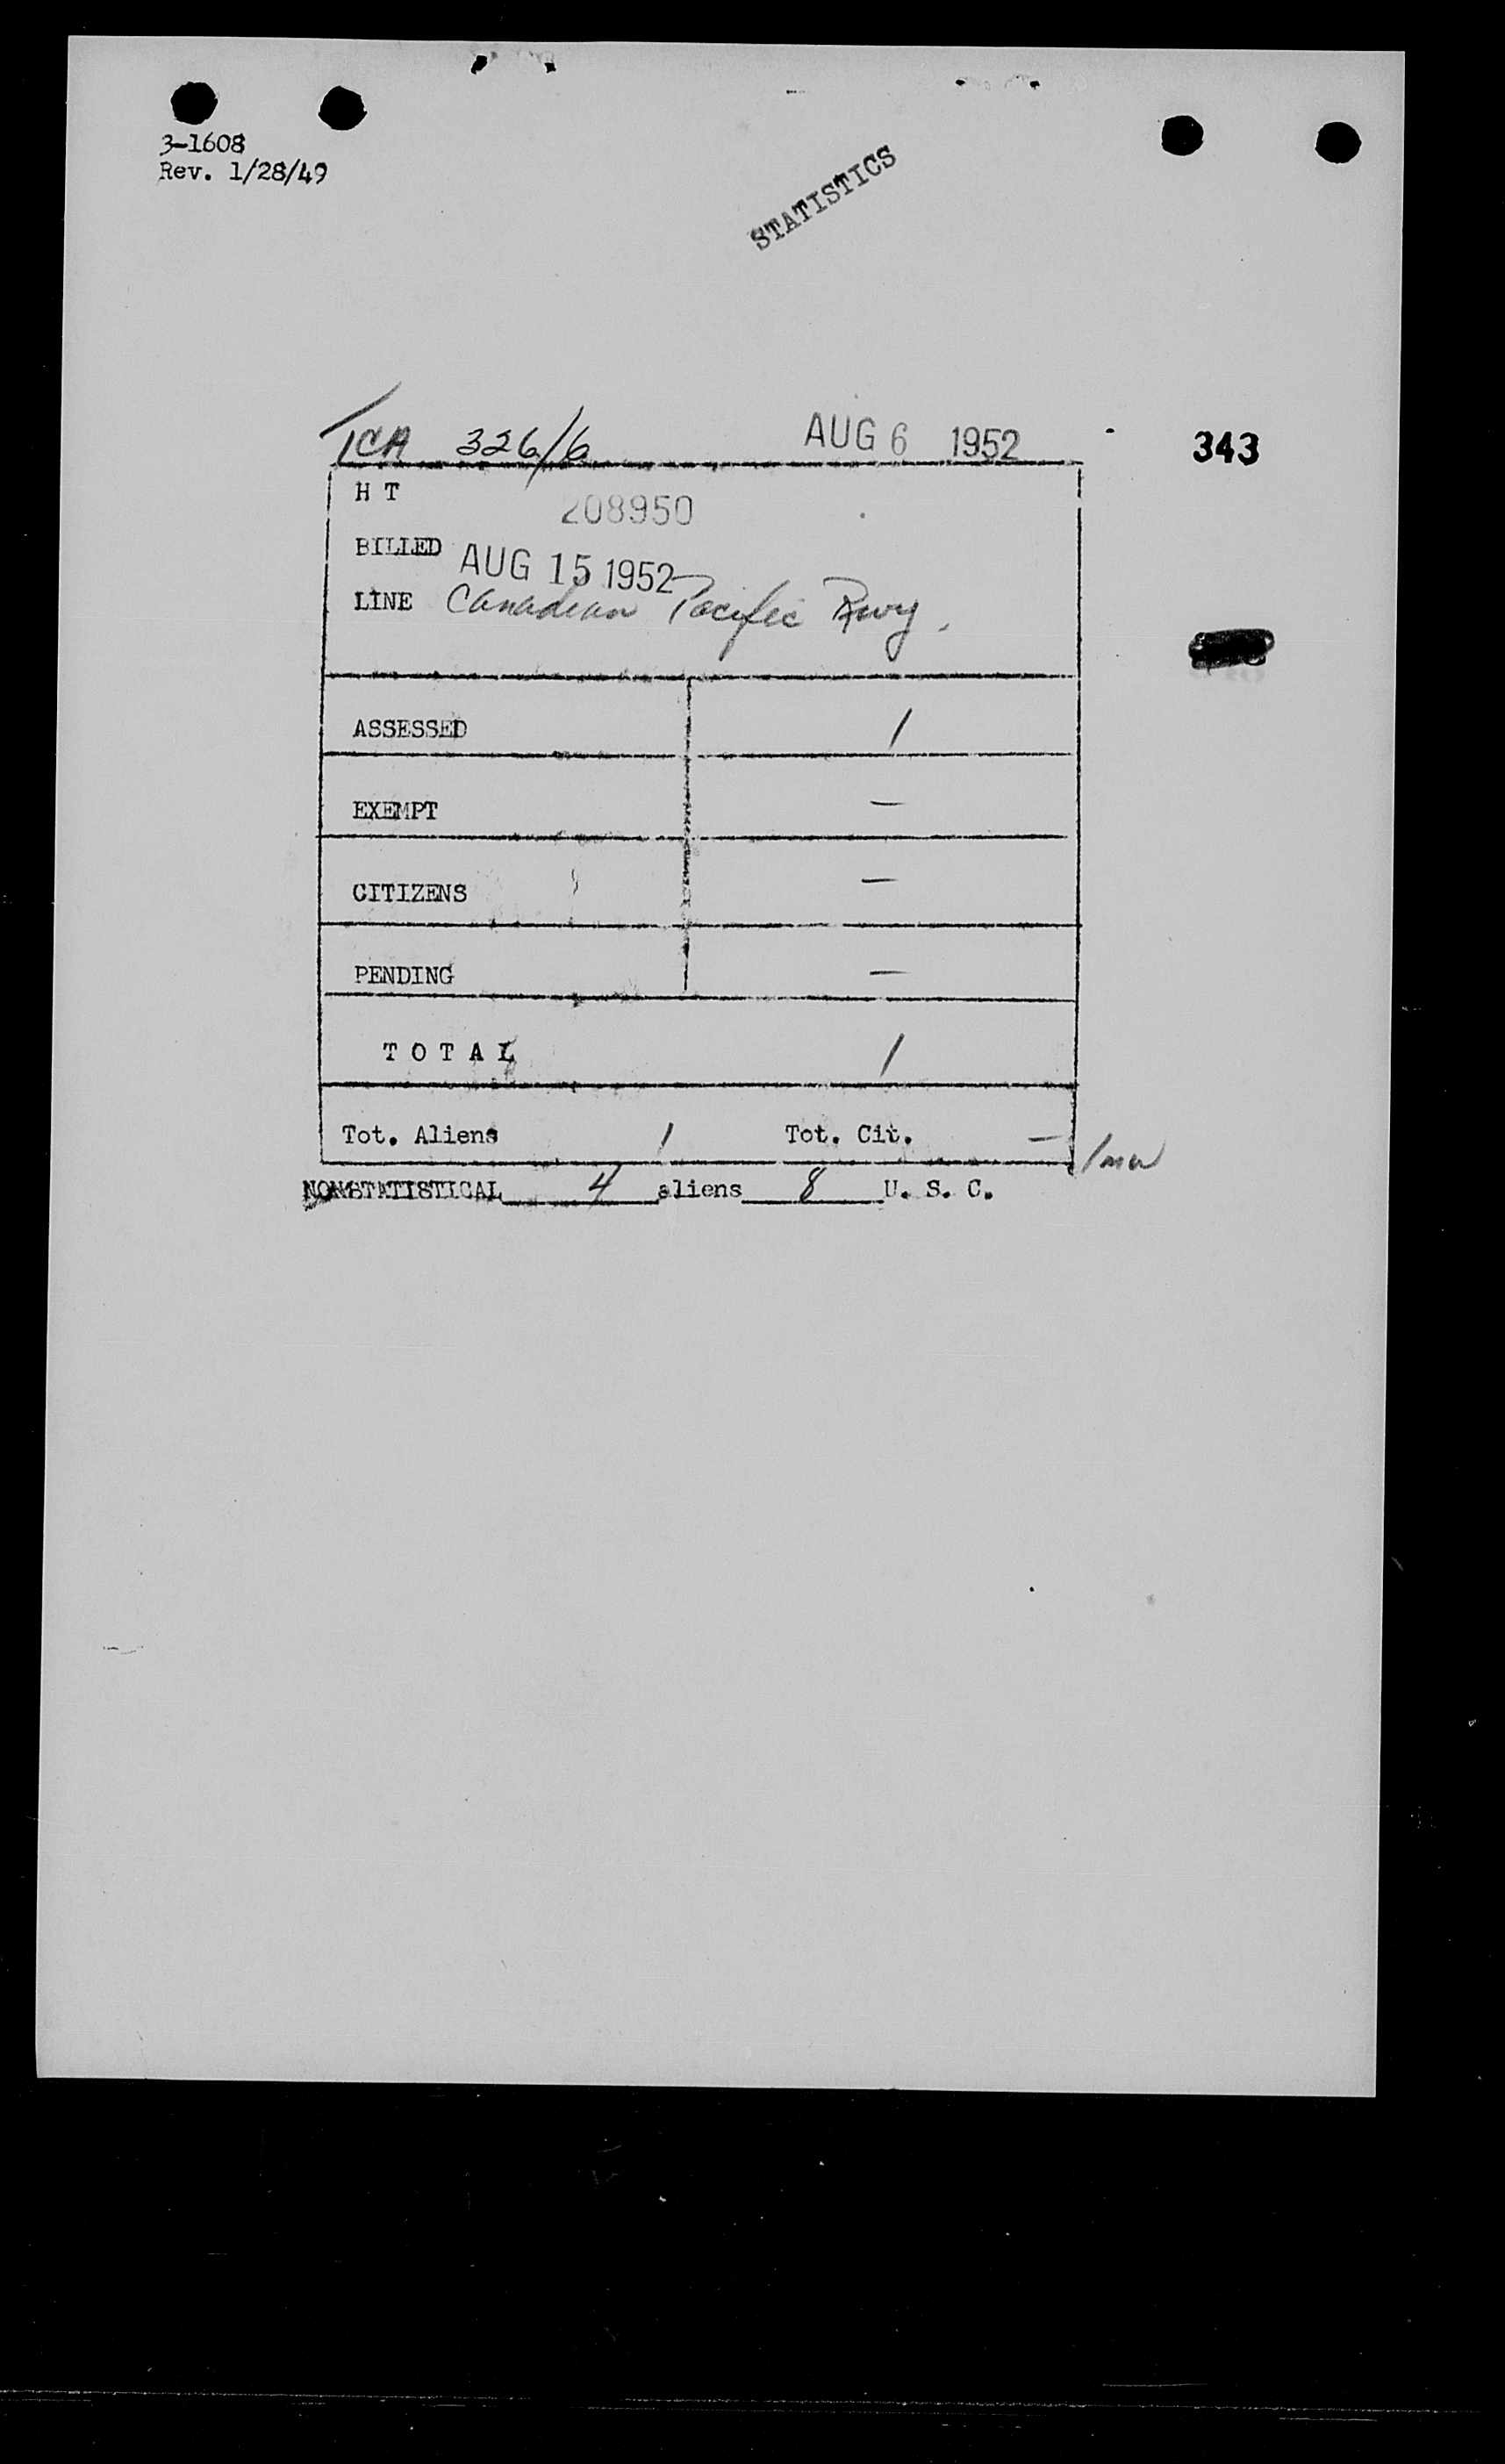 3-1608
Rev. 1/28/49
STATISTICS
TCA 326/6 AUG 6 1952 343
H T
208950
BILLED AUG 15 1952
LINE Canadian Pacific Rwy.
ASSESSED 1
EXEMPT —
CITIZENS —
PENDING —
T O T A L 1
Tot. Aliens 1 Tot. Cit. —
NONSTATISTICAL 4 aliens 8 U. S. C.